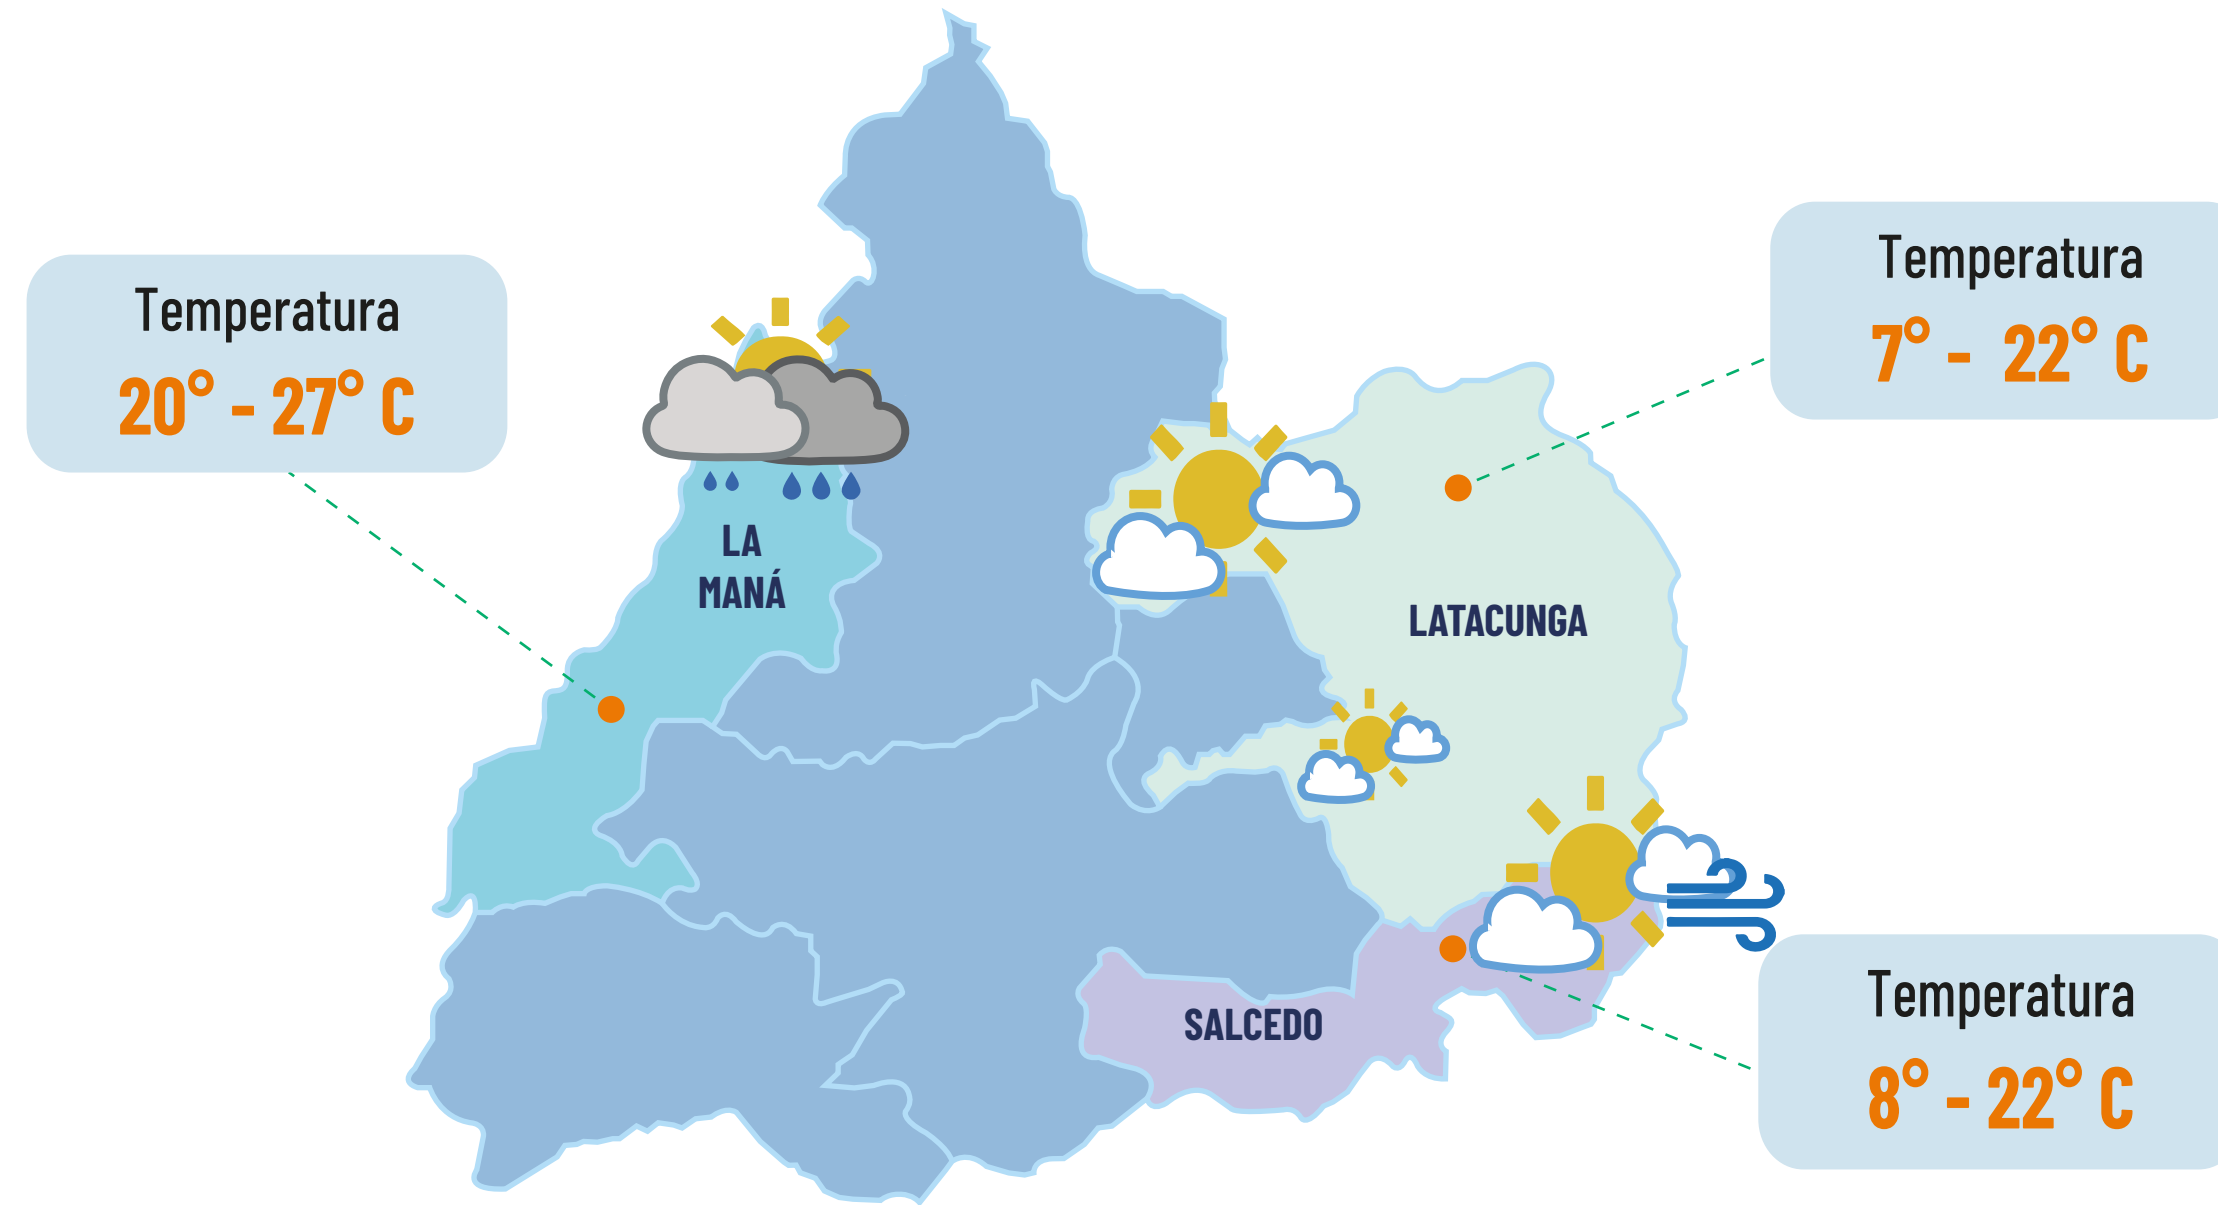 Temperatura
20° - 27° C
Temperatura
7° - 22° C
LA
MANÁ
LATACUNGA
SALCEDO
Temperatura
8° - 22° C